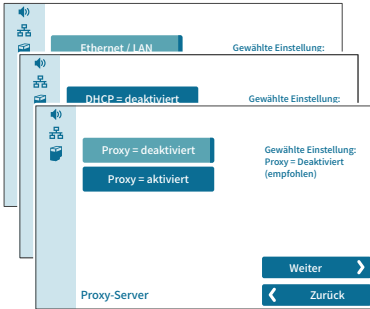 Ethernet / LAN
Gewählte Einstellung:
DHCP = deaktiviert
Gewählte Einstellung:
Proxy = deaktiviert
Proxy = aktiviert
Gewählte Einstellung:
Proxy = Deaktiviert
(empfohlen)
Weiter
Proxy-Server
Zurück